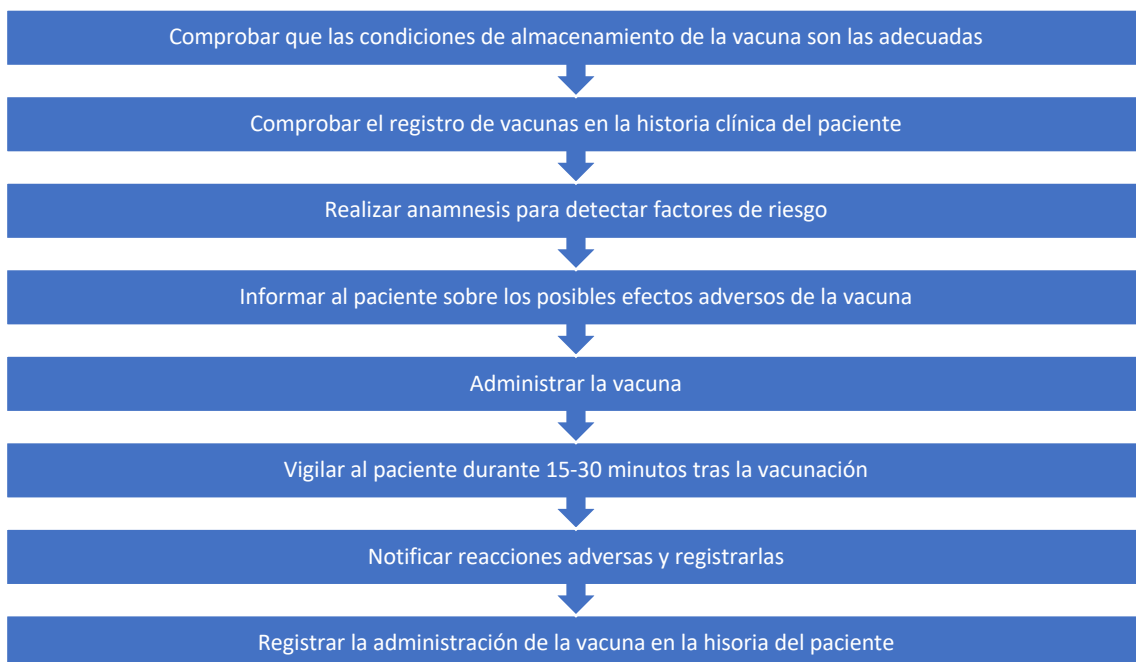 Comprobar que las condiciones de almacenamiento de la vacuna son las adecuadas
Comprobar el registro de vacunas en la historia clínica del paciente
Realizar anamnesis para detectar factores de riesgo
Informar al paciente sobre los posibles efectos adversos de la vacuna
Administrar la vacuna
Vigilar al paciente durante 15-30 minutos tras la vacunación
Notificar reacciones adversas y registrarlas
Registrar la administración de la vacuna en la hisoria del paciente